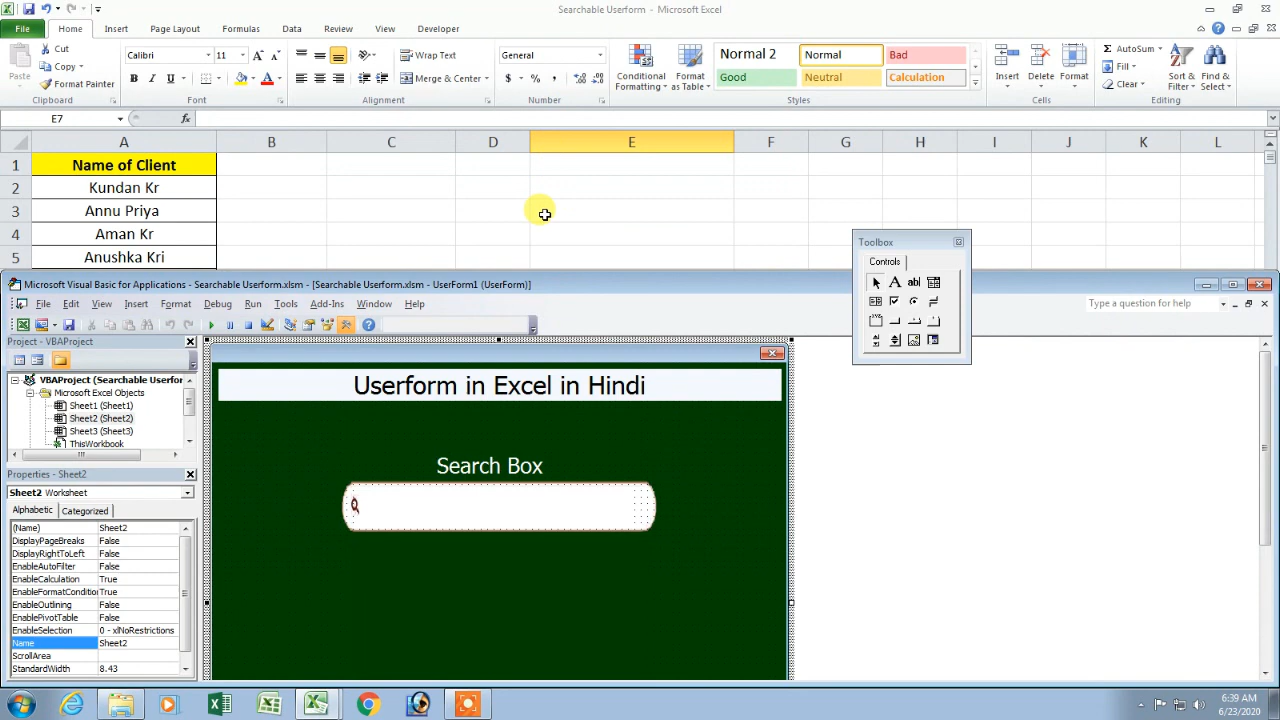 Searchable Userform - Microsoft Excel
File Home Insert Page Layout Formulas Data Review View Developer
Paste Cut Copy Format Painter
Clipboard
Calibri 11
B I U
Font
Wrap Text
Merge & Center
Alignment
General
$ % ,
Number
Conditional Formatting
Format as Table
Normal 2 Normal Bad
Good Neutral Calculation
Styles
Insert Delete Format
Cells
AutoSum
Fill
Clear
Sort & Filter
Find & Select
Editing
E7 fx
A B C D E F G H I J K L
1 Name of Client
2 Kundan Kr
3 Annu Priya
4 Aman Kr
5 Anushka Kri
Toolbox
Controls
A abl
Microsoft Visual Basic for Applications - Searchable Userform.xlsm - [Searchable Userform.xlsm - UserForm1 (UserForm)]
File Edit View Insert Format Debug Run Tools Add-Ins Window Help
Type a question for help
Project - VBAProject
VBAProject (Searchable Userfor
Microsoft Excel Objects
Sheet1 (Sheet1)
Sheet2 (Sheet2)
Sheet3 (Sheet3)
ThisWorkbook
Userform in Excel in Hindi
Search Box
Properties - Sheet2
Sheet2 Worksheet
Alphabetic Categorized
(Name) Sheet2
DisplayPageBreaks False
DisplayRightToLeft False
EnableAutoFilter False
EnableCalculation True
EnableFormatConditio True
EnableOutlining False
EnablePivotTable False
EnableSelection 0 - xlNoRestrictions
Name Sheet2
ScrollArea
StandardWidth 8.43
6:39 AM
6/23/2020